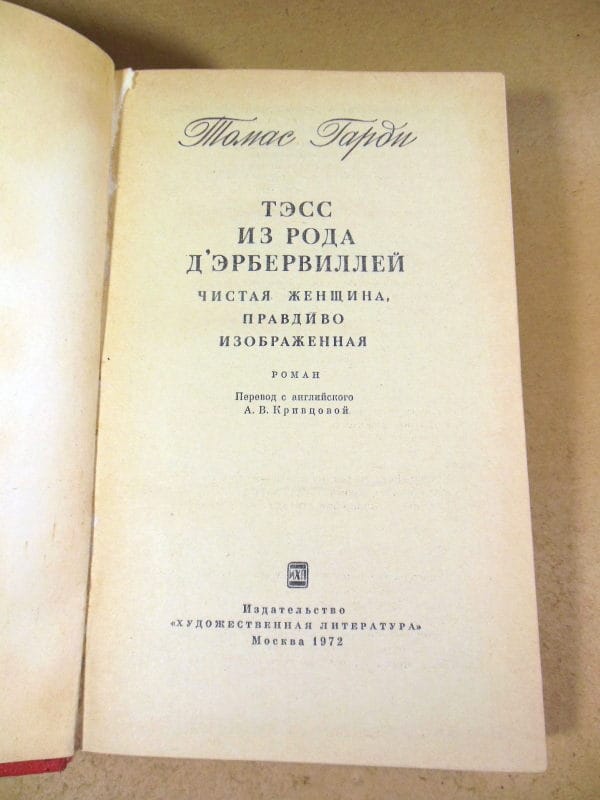 Томас Гарди
ТЭСС
ИЗ РОДА
Д'ЭРБЕРВИЛЛЕЙ
ЧИСТАЯ ЖЕНЩИНА,
ПРАВДИВО
ИЗОБРАЖЕННАЯ
РОМАН
Перевод с английского
А. В. Кривцовой
ИХЛ
Издательство
«ХУДОЖЕСТВЕННАЯ ЛИТЕРАТУРА»
Москва 1972